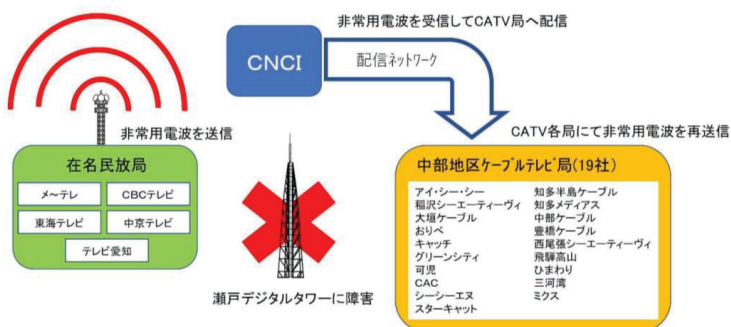 非常用電波を受信してCATV局へ配信
CNCI
配信ネットワーク
非常用電波を送信
CATV各局にて非常用電波を再送信
在名民放局
メ〜テレ
CBCテレビ
東海テレビ
中京テレビ
テレビ愛知
瀬戸デジタルタワーに障害
中部地区ケーブルテレビ局(19社)
アイ・シー・シー
稲沢シーエーティーヴィ
大垣ケーブル
おりべ
キャッチ
グリーンシティ
可児
CAC
シーシーエヌ
スターキャット
知多半島ケーブル
知多メディアス
中部ケーブル
豊橋ケーブル
西尾張シーエーティーヴィ
飛騨高山
ひまわり
三河湾
ミクス